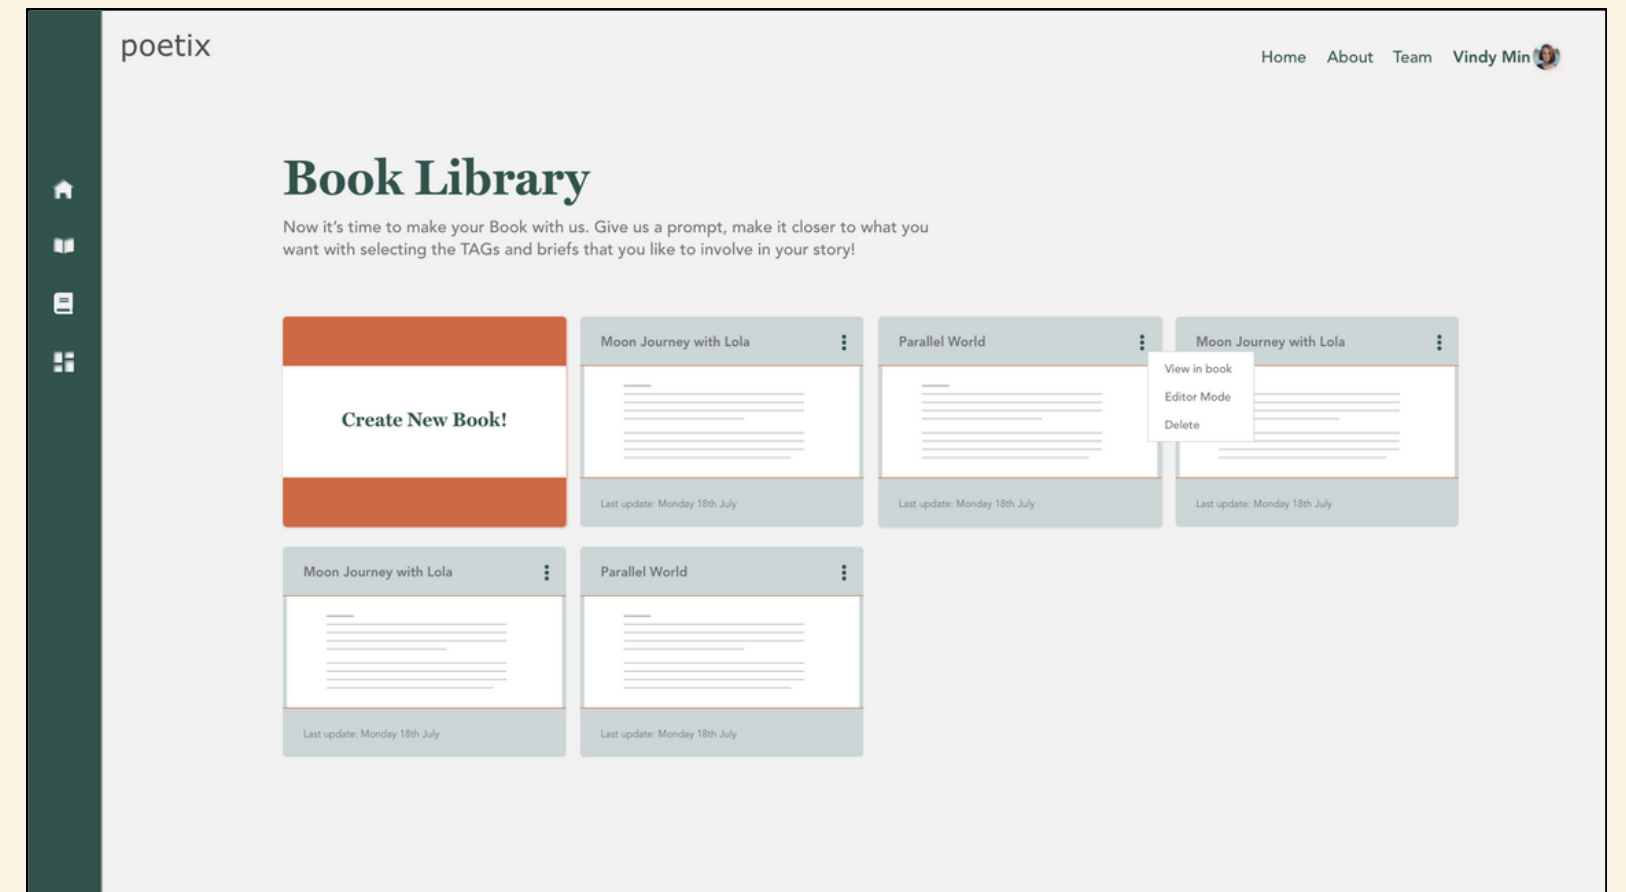 poetix
Home About Team Vindy Min
Book Library
Now it's time to make your Book with us. Give us a prompt, make it closer to what you
want with selecting the TAGs and briefs that you like to involve in your story!
Create New Book!
Moon Journey with Lola
Last update: Monday 18th July
Parallel World
View in book
Editor Mode
Delete
Last update: Monday 18th July
Moon Journey with Lola
Last update: Monday 18th July
Moon Journey with Lola
Last update: Monday 18th July
Parallel World
Last update: Monday 18th July